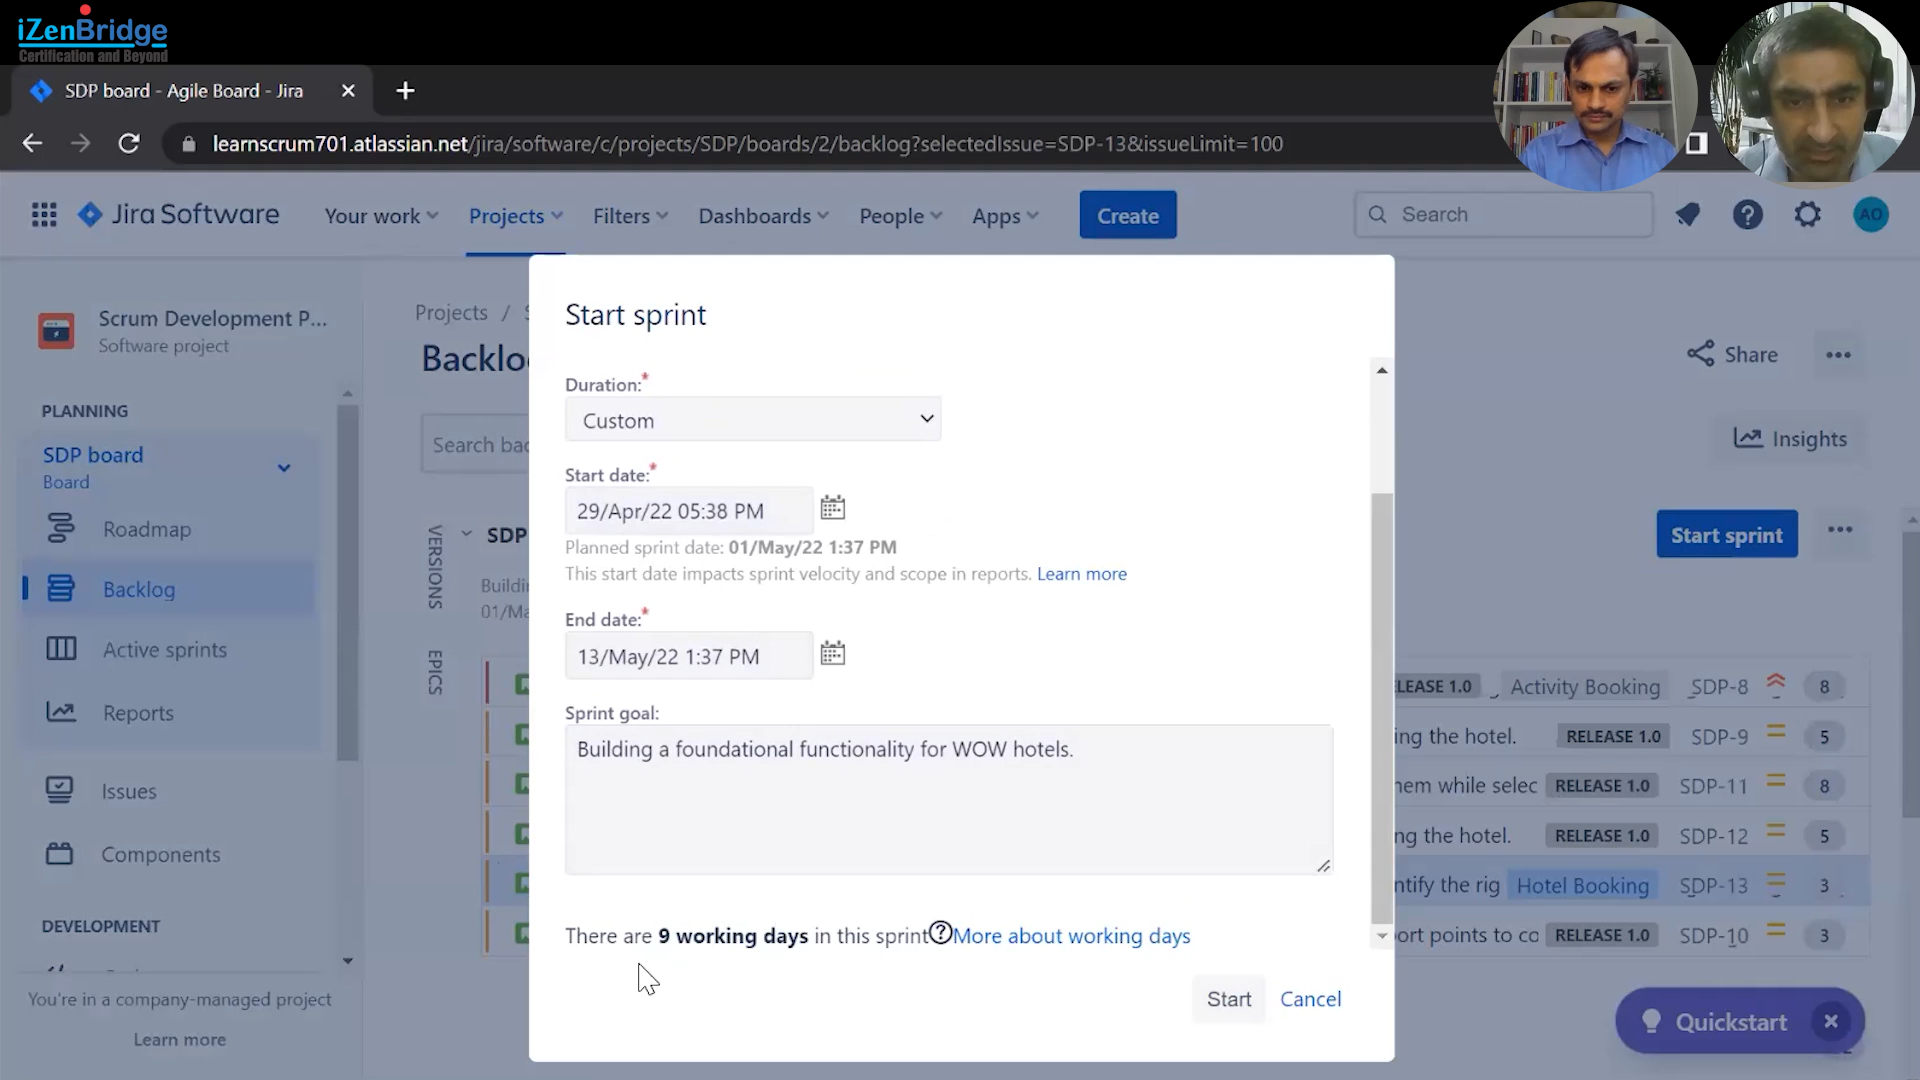 iZenBridge
Certification and Beyond
SDP board - Agile Board - Jira
learnscrum701.atlassian.net/jira/software/c/projects/SDP/boards/2/backlog?selectedIssue=SDP-13&issueLimit=100
Jira Software
Your work
Projects
Filters
Dashboards
People
Apps
Create
Search
AO
Scrum Development P...
Software project
Projects /
Backlo
Share
PLANNING
SDP board
Board
Search bac
Insights
Roadmap
Backlog
Active sprints
Reports
Issues
Components
DEVELOPMENT
You're in a company-managed project
Learn more
VERSIONS
EPICS
SDP
Buildin
01/Ma
Start sprint
Start sprint
Duration:*
Custom
Start date:*
29/Apr/22 05:38 PM
Planned sprint date: 01/May/22 1:37 PM
This start date impacts sprint velocity and scope in reports. Learn more
End date:*
13/May/22 1:37 PM
Sprint goal:
Building a foundational functionality for WOW hotels.
There are 9 working days in this sprint ? More about working days
Start
Cancel
LEASE 1.0 Activity Booking SDP-8 8
ing the hotel. RELEASE 1.0 SDP-9 5
nem while selec RELEASE 1.0 SDP-11 8
ing the hotel. RELEASE 1.0 SDP-12 5
ntify the rig Hotel Booking SDP-13 3
ort points to co RELEASE 1.0 SDP-10 3
Quickstart